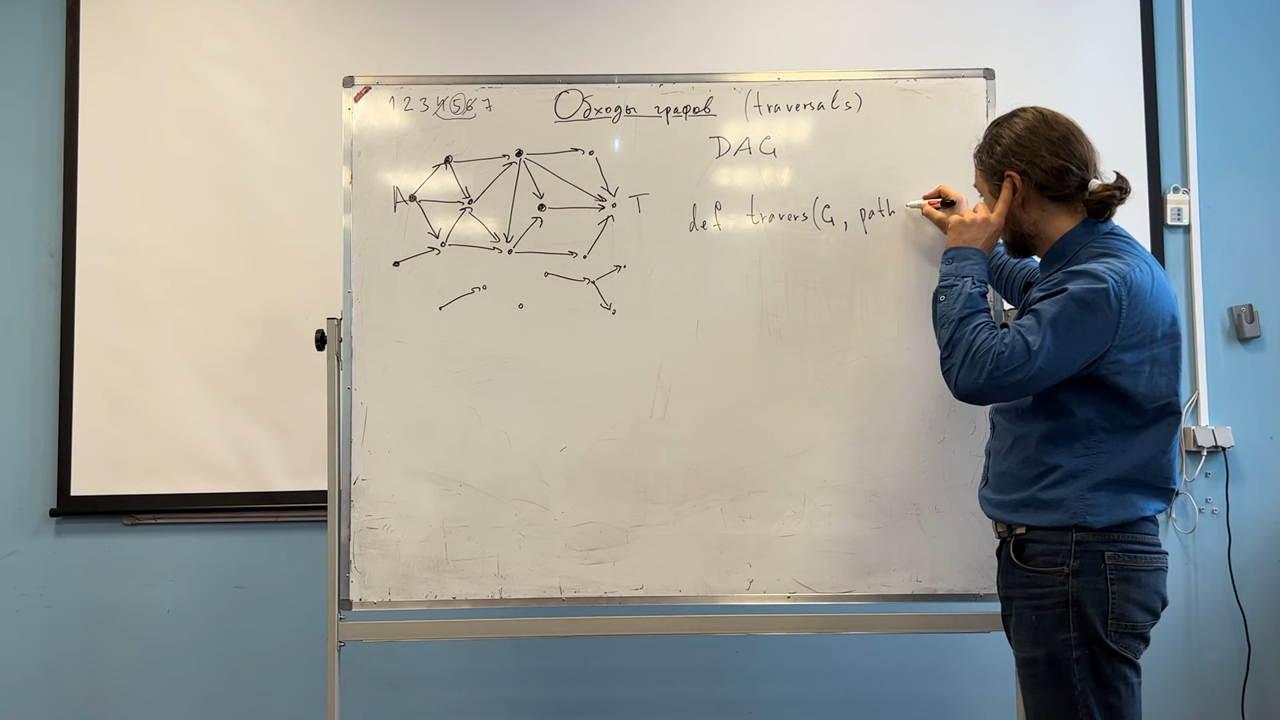 1 2 3 4 5 6 7
Обходы графов (traversals)
DAG
A
T
def travers(G, path